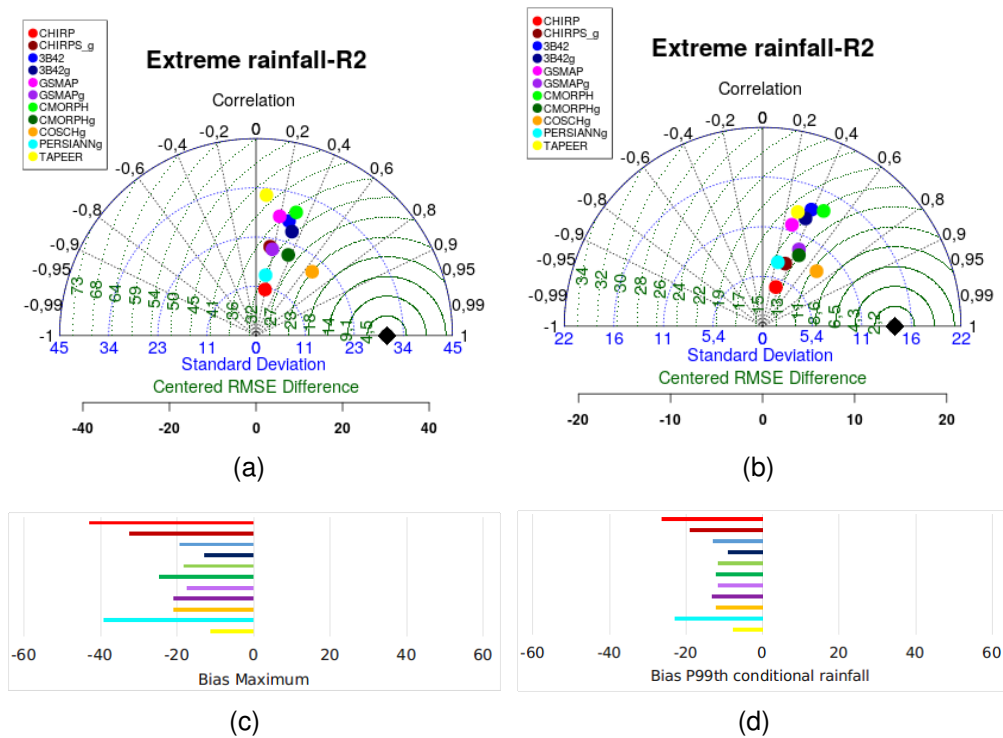 CHIRP
CHIRPS_g
3B42
3B42g
GSMAP
GSMAPg
CMORPH
CMORPHg
COSCHg
PERSIANNg
TAPEER
Extreme rainfall-R2
Correlation
-0,9 -0,6 -0,4 -0,2 0 0,2 0,4 0,6 0,8 0,9 0,95 0,99 1
-0,8
-0,95
-0,99
-1
73 68 64 59 54 50 45 41 36 32 27 23 18 14 9,1 4,5
45 34 23 11 0 11 23 34 45
Standard Deviation
Centered RMSE Difference
-40 -20 0 20 40
(a)
CHIRP
CHIRPS_g
3B42
3B42g
GSMAP
GSMAPg
CMORPH
CMORPHg
COSCHg
PERSIANNg
TAPEER
Extreme rainfall-R2
Correlation
-0,9 -0,8 -0,6 -0,4 -0,2 0 0,2 0,4 0,6 0,8 0,9 0,95 0,99 1
-0,95
-0,99
-1
34 32 30 28 26 24 22 19 17 15 13 11 8,6 6,5 4,3 2,2
22 16 11 5,4 0 5,4 11 16 22
Standard Deviation
Centered RMSE Difference
-20 -10 0 10 20
(b)
-60 -40 -20 0 20 40 60
Bias Maximum
(c)
-60 -40 -20 0 20 40 60
Bias P99th conditional rainfall
(d)